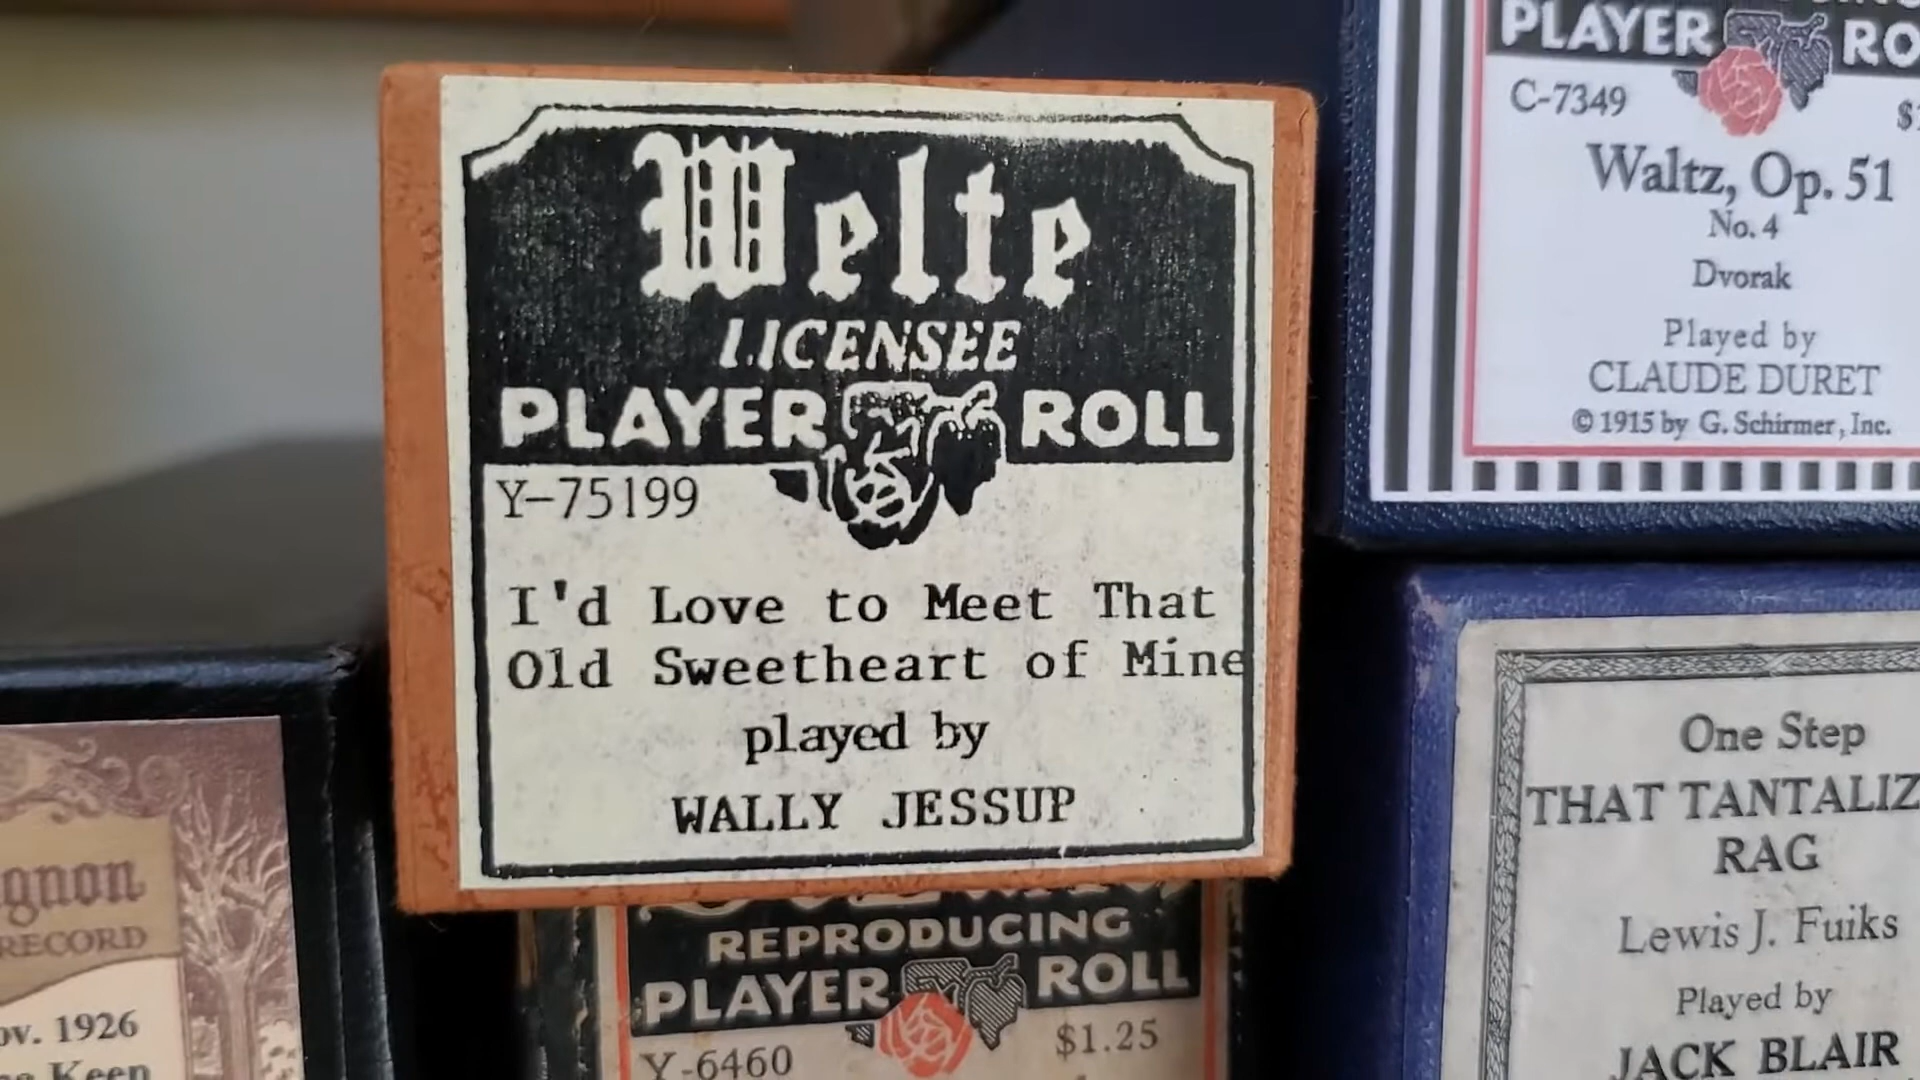 Welte
LICENSEE
PLAYER ROLL
Y-75199
I'd Love to Meet That
Old Sweetheart of Mine
played by
WALLY JESSUP
PLAYER
C-7349
Waltz, Op. 51
No. 4
Dvorak
Played by
CLAUDE DURET
© 1915 by G. Schirmer, Inc.
One Step
THAT TANTALIZ
RAG
Lewis J. Fuiks
Played by
JACK BLAIR
REPRODUCING
PLAYER ROLL
Y-6460 $1.25
gnon
RECORD
ov. 1926
Keen